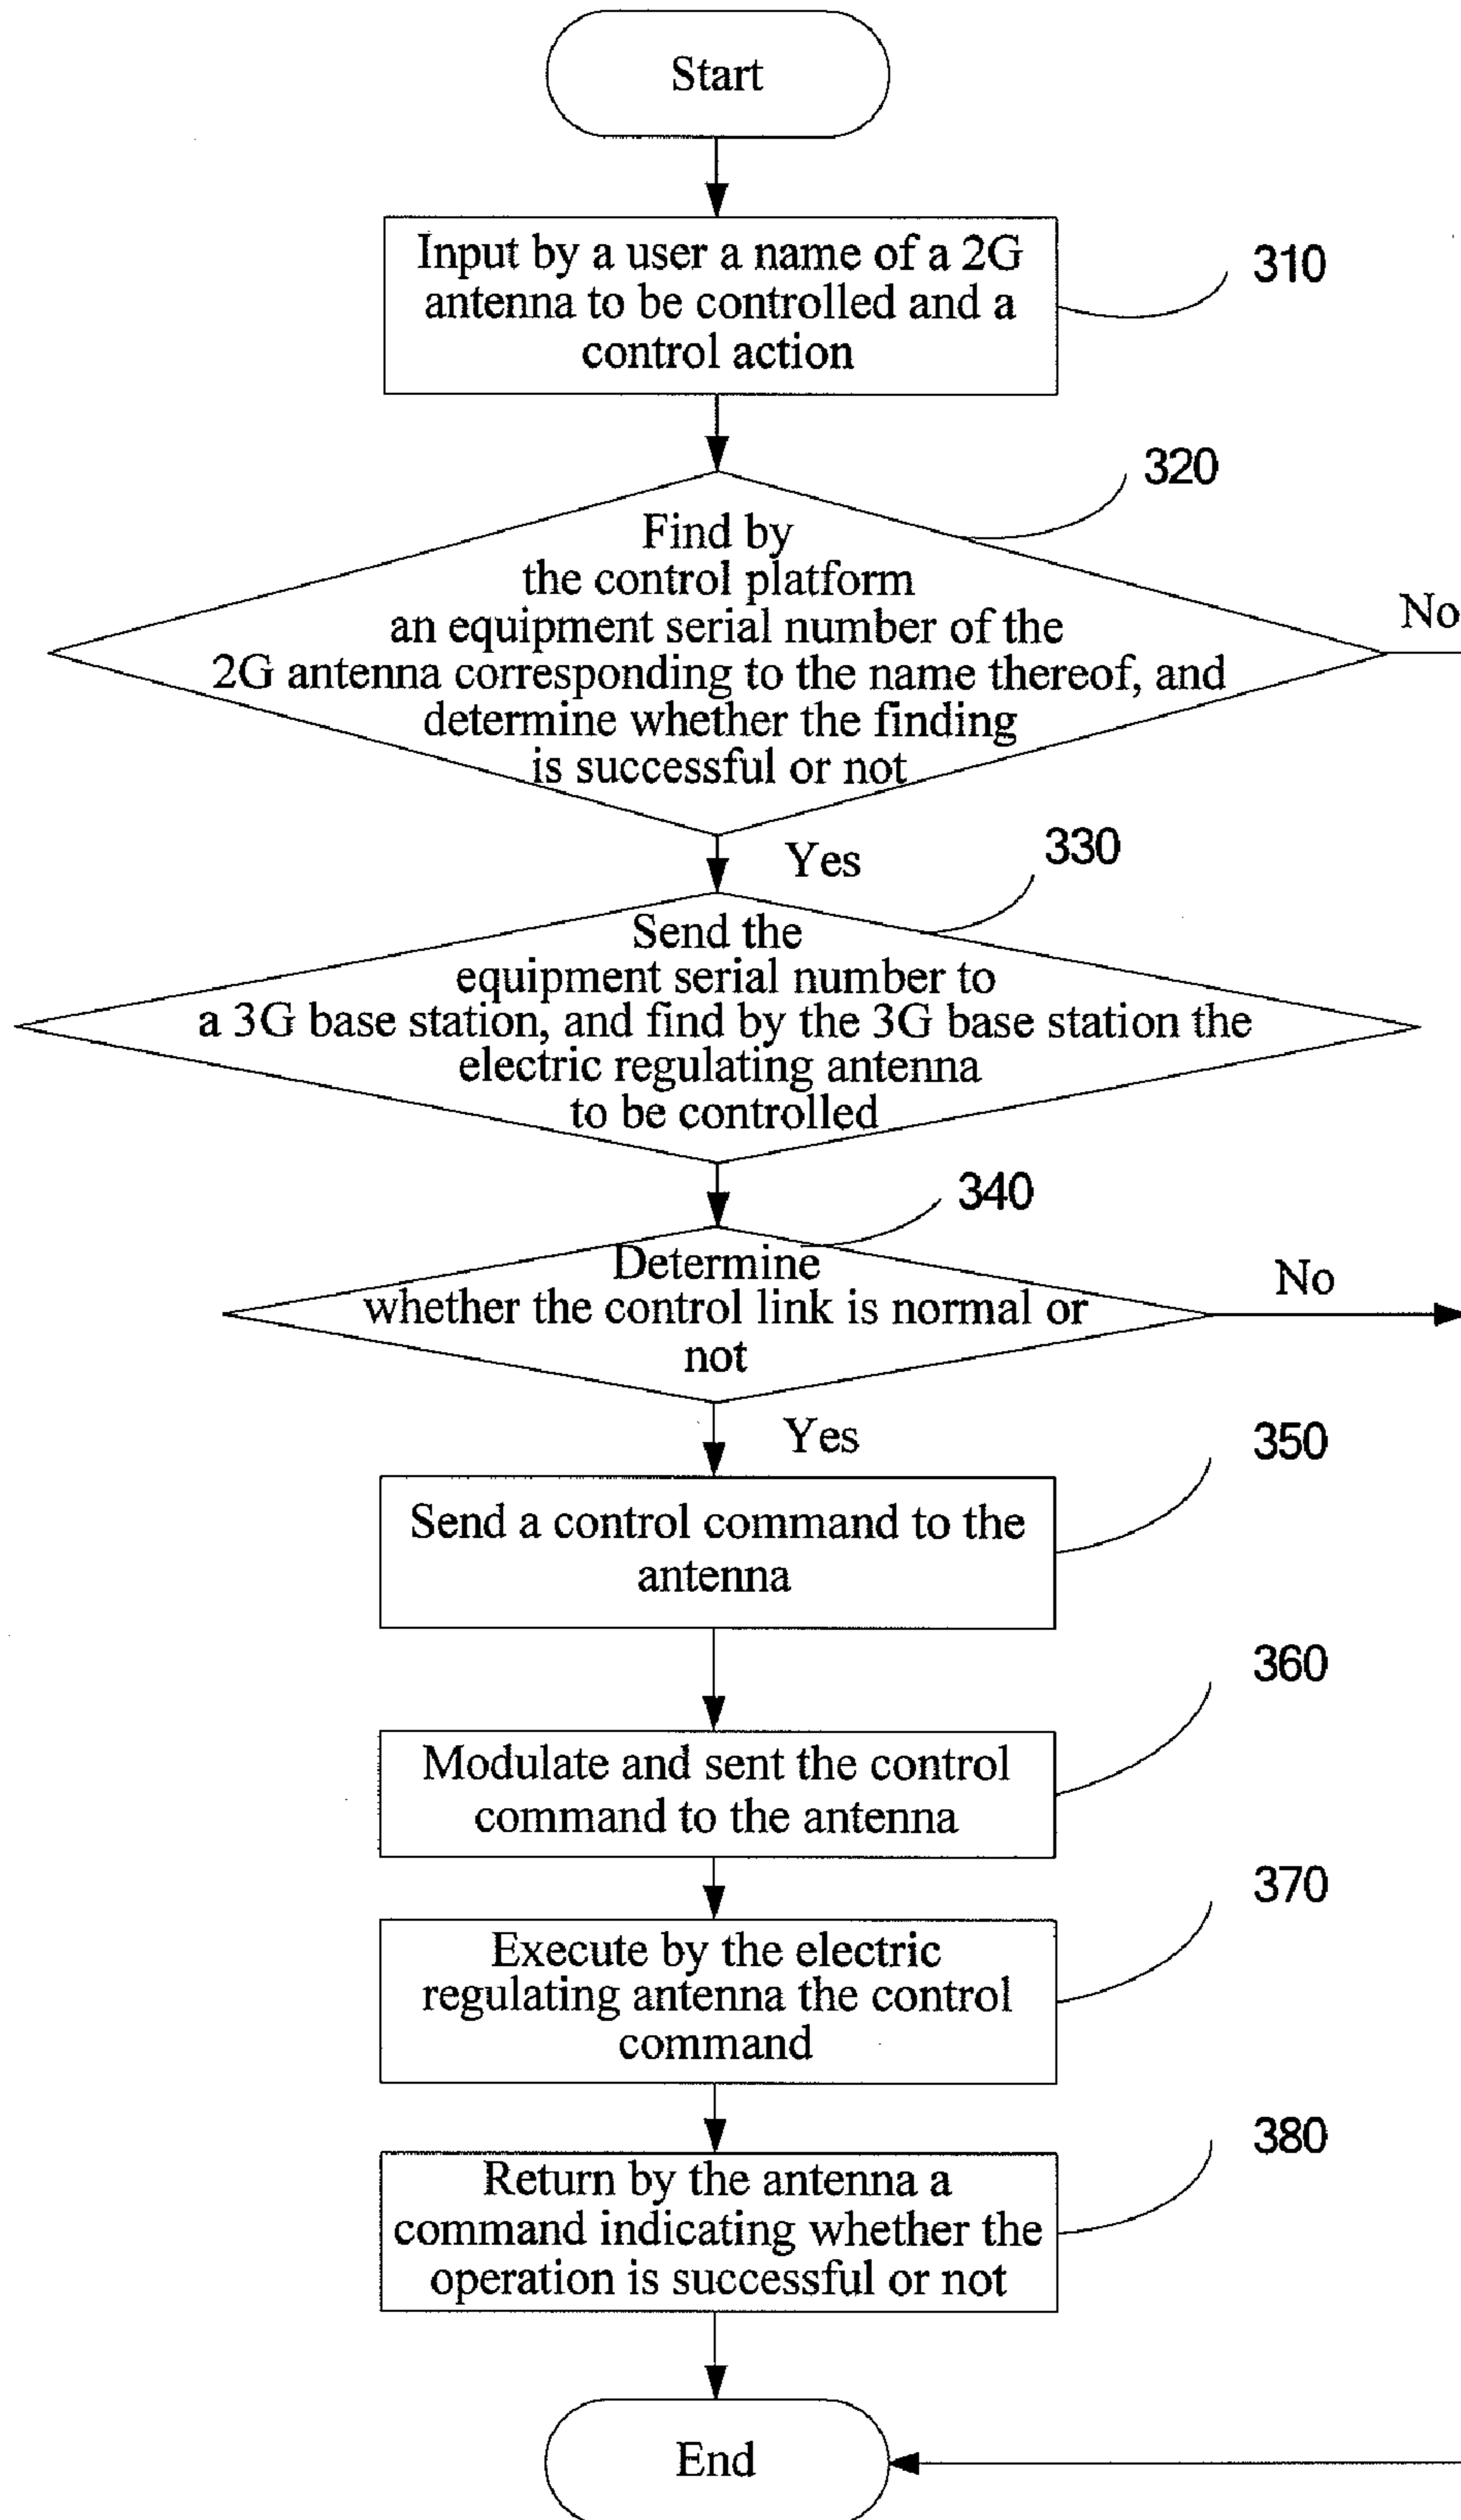 Start
Input by a user a name of a 2G
antenna to be controlled and a
control action
310
320
Find by
the control platform
an equipment serial number of the
2G antenna corresponding to the name thereof, and
determine whether the finding
is successful or not
No
Yes
330
Send the
equipment serial number to
a 3G base station, and find by the 3G base station the
electric regulating antenna
to be controlled
340
Determine
whether the control link is normal or
not
No
Yes
350
Send a control command to the
antenna
360
Modulate and sent the control
command to the antenna
370
Execute by the electric
regulating antenna the control
command
380
Return by the antenna a
command indicating whether the
operation is successful or not
End